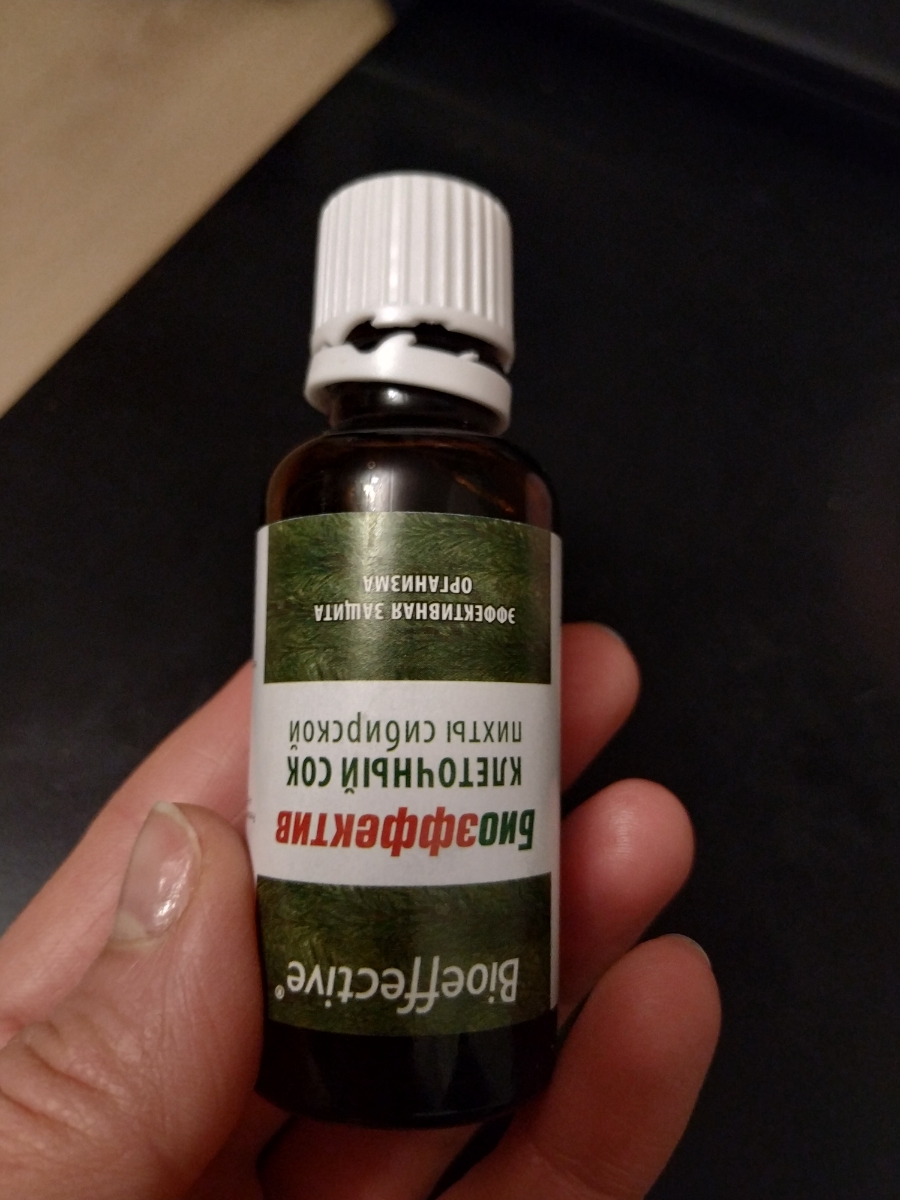 Bioeffective®
Биоэффектив
КЛЕТОЧНЫЙ СОК
ПИХТЫ СИБИРСКОЙ
ЭФФЕКТИВНАЯ ЗАЩИТА
ОРГАНИЗМА